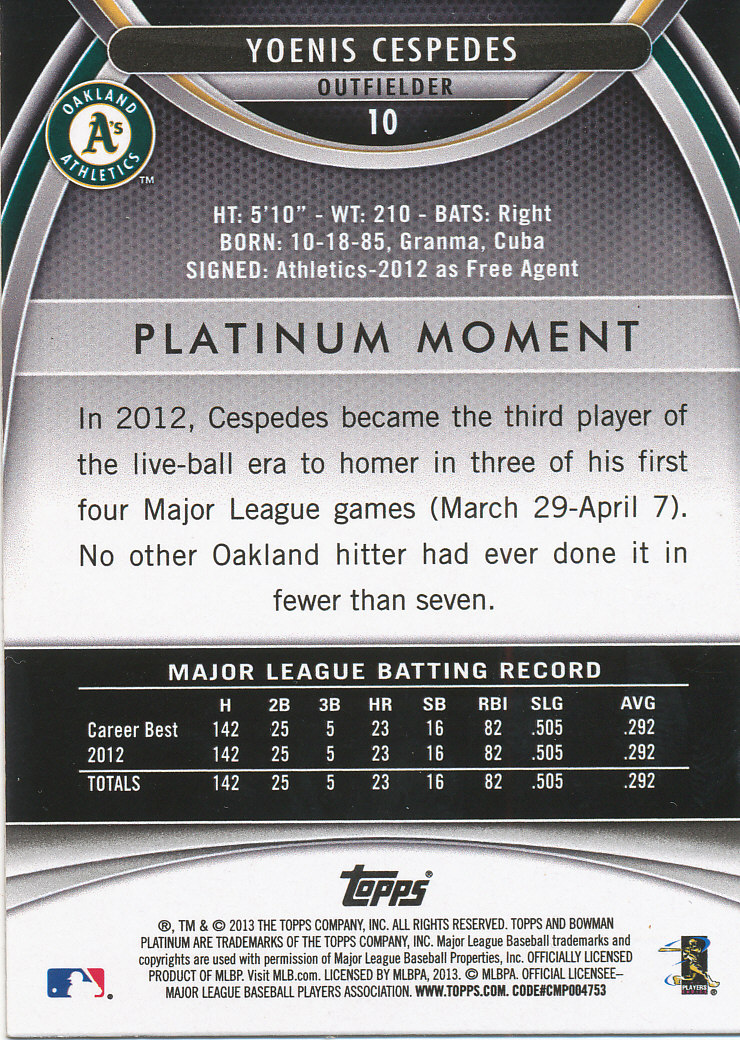 YOENIS CESPEDES
OUTFIELDER
10
OAKLAND
A's
ATHLETICS
TM
HT: 5'10" - WT: 210 - BATS: Right
BORN: 10-18-85, Granma, Cuba
SIGNED: Athletics-2012 as Free Agent
PLATINUM MOMENT
In 2012, Cespedes became the third player of
the live-ball era to homer in three of his first
four Major League games (March 29-April 7).
No other Oakland hitter had ever done it in
fewer than seven.
MAJOR LEAGUE BATTING RECORD
H 2B 3B HR SB RBI SLG AVG
Career Best 142 25 5 23 16 82 .505 .292
2012 142 25 5 23 16 82 .505 .292
TOTALS 142 25 5 23 16 82 .505 .292
topps®
®, TM & © 2013 THE TOPPS COMPANY, INC. ALL RIGHTS RESERVED. TOPPS AND BOWMAN
PLATINUM ARE TRADEMARKS OF THE TOPPS COMPANY, INC. Major League Baseball trademarks and
copyrights are used with permission of Major League Baseball Properties, Inc. OFFICIALLY LICENSED
PRODUCT OF MLBP. Visit MLB.com. LICENSED BY MLBPA, 2013. © MLBPA. OFFICIAL LICENSEE–
MAJOR LEAGUE BASEBALL PLAYERS ASSOCIATION. WWW.TOPPS.COM. CODE#CMP004753
PLAYERS
®